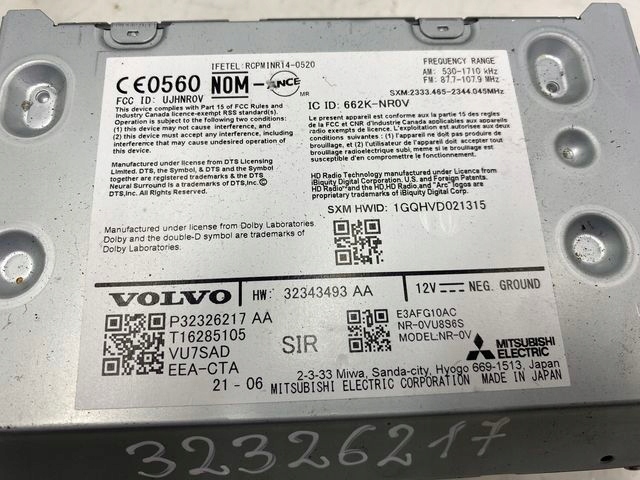 IFETEL:RCPMINR14-0520
CE0560 NOM-ANCE
MR
FCC ID: UJHNR0V
This device complies with Part 15 of FCC Rules and
Industry Canada licence-exempt RSS standard(s).
Operation is subject to the following two conditions:
(1) this device may not cause interference, and
(2) this device must accept any interference, including
interference that may cause undesired operation of
this device.
Manufactured under license from DTS Licensing
Limited. DTS, the Symbol, & DTS and the Symbol
together are registered trademarks and DTS
Neural Surround is a trademarks of DTS,Inc.©
DTS,Inc. All Rights Reserved.
Manufactured under license from Dolby Laboratories.
Dolby and the double-D symbol are trademarks of
Dolby Laboratories.
FREQUENCY RANGE
AM: 530-1710 kHz
FM: 87.7-107.9 MHz
SXM:2333.465-2344.045MHz
IC ID: 662K-NR0V
Le présent appareil est conforme aux la partie 15 des règles
de la FCC et CNR d'Industrie Canada applicables aux appareils
radio exempts de licence. L'exploitation est autorisée aux deux
conditions suivantes: (1) l'appareil ne doit pas produire de
brouillage, et (2) l'utilisateur de l'appareil doit accepter tout
brouillage radioélectrique subi, même si le brouillage est
susceptible d'en compromettre le fonctionnement.
HD Radio Technology manufactured under License from
iBiquity Digital Corporation, U.S. and Foreign Patents.
HD Radio™ and the HD,HD Radio,and "Arc" logos are
proprietary trademarks of iBiquity Digital Corporation.
SXM HWID: 1GQHVD021315
VOLVO
HW: 32343493 AA
12V NEG. GROUND
P32326217 AA
T16285105
VU7SAD
EEA-CTA
21-06
SIR
E3AFG10AC
NR-0VU8S6S
MODEL:NR-0V
MITSUBISHI
ELECTRIC
2-3-33 Miwa, Sanda-city, Hyogo 669-1513, Japan
MITSUBISHI ELECTRIC CORPORATION MADE IN JAPAN
32326217